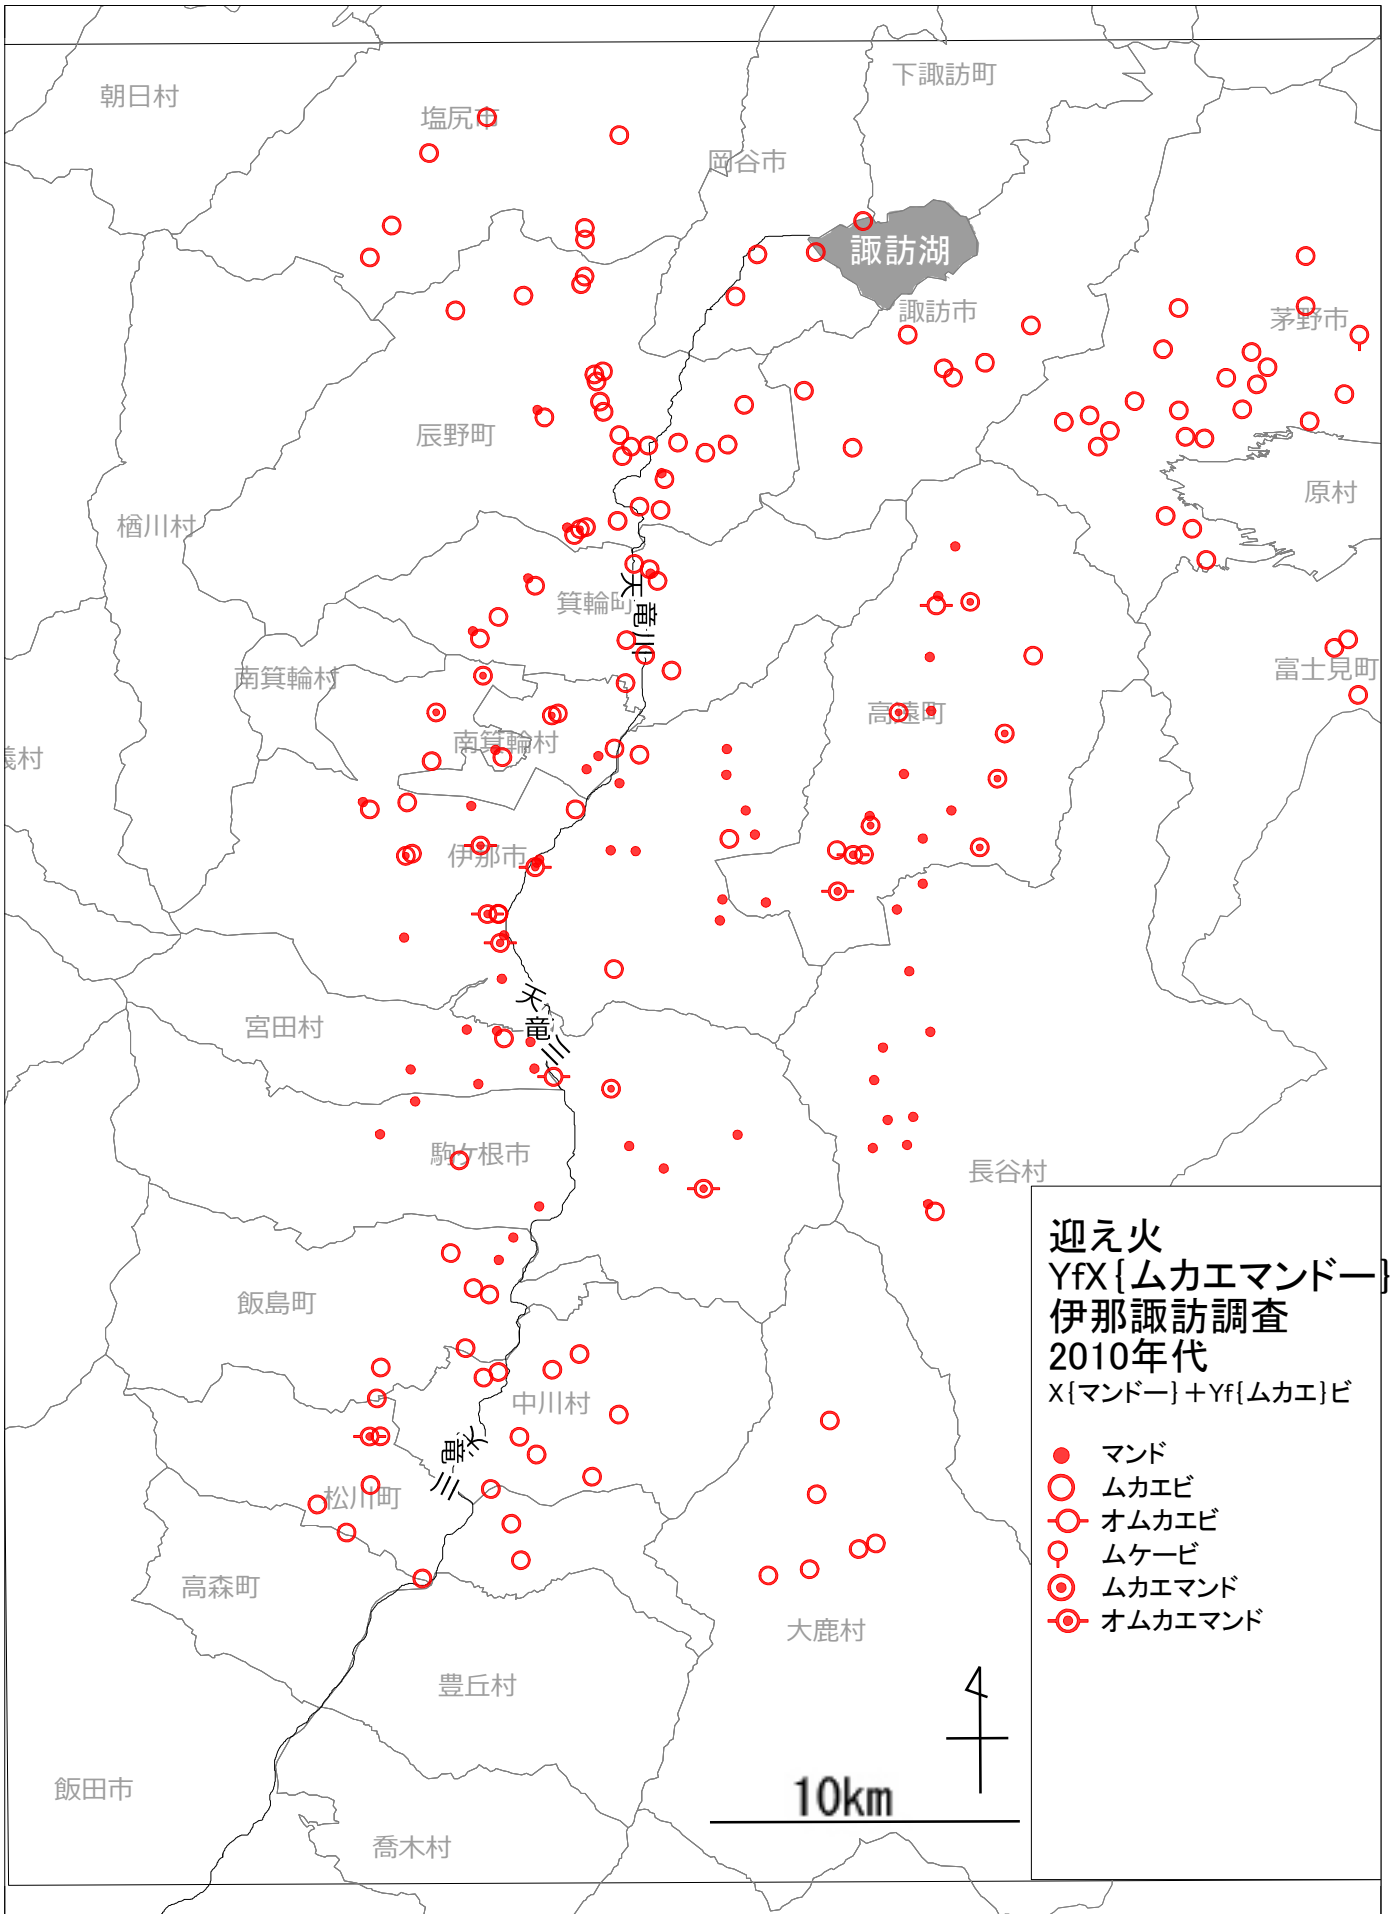 朝日村
塩尻市
下諏訪町
岡谷市
諏訪湖
諏訪市
茅野市
辰野町
原村
楢川村
箕輪町
天竜川
南箕輪村
富士見町
高遠町
南箕輪村
義村
伊那市
天竜川
宮田村
駒ケ根市
長谷村
飯島町
中川村
天竜川
松川町
高森町
大鹿村
豊丘村
飯田市
喬木村
10km
迎え火
YfX{ムカエマンドー}
伊那諏訪調査
2010年代
X{マンドー}+Yf{ムカエ}ビ
マンド
ムカエビ
オムカエビ
ムケービ
ムカエマンド
オムカエマンド